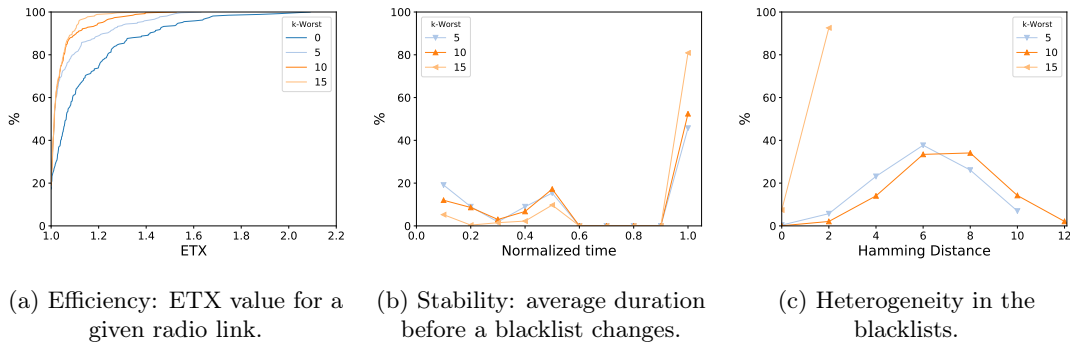 100
80
60
40
20
0
%
1.0 1.2 1.4 1.6 1.8 2.0 2.2
ETX
k-Worst
0
5
10
15
(a) Efficiency: ETX value for a
given radio link.
100
80
60
40
20
0
%
0.0 0.2 0.4 0.6 0.8 1.0
Normalized time
k-Worst
5
10
15
(b) Stability: average duration
before a blacklist changes.
100
80
60
40
20
0
%
0 2 4 6 8 10 12
Hamming Distance
k-Worst
5
10
15
(c) Heterogeneity in the
blacklists.